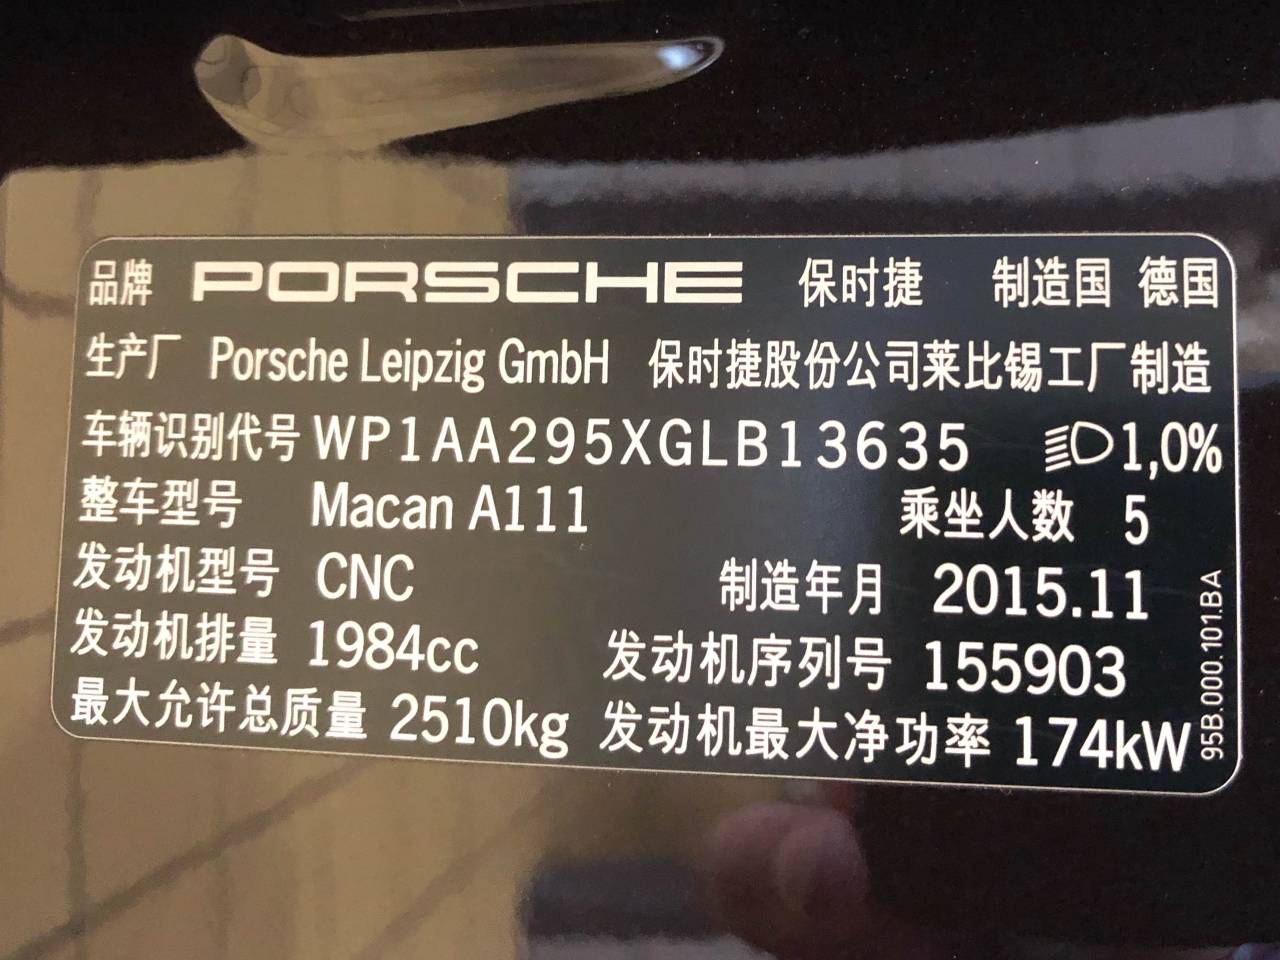 品牌 PORSCHE 保时捷 制造国 德国
生产厂 Porsche Leipzig GmbH 保时捷股份公司莱比锡工厂制造
车辆识别代号 WP1AA295XGLB13635 1,0%
整车型号 Macan A111 乘坐人数 5
发动机型号 CNC 制造年月 2015.11
发动机排量 1984cc 发动机序列号 155903
最大允许总质量 2510kg 发动机最大净功率 174kW
95B.000.101.BA